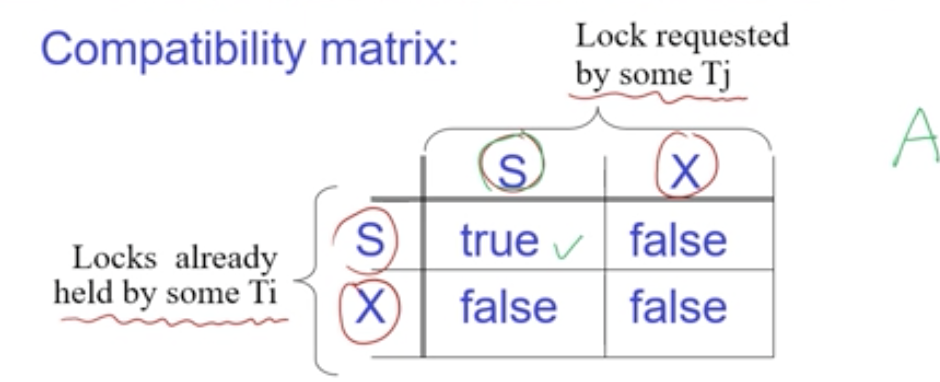 Compatibility matrix:
Lock requested
by some Tj
A
S X
Locks already
held by some Ti
S true ✓ false
X false false